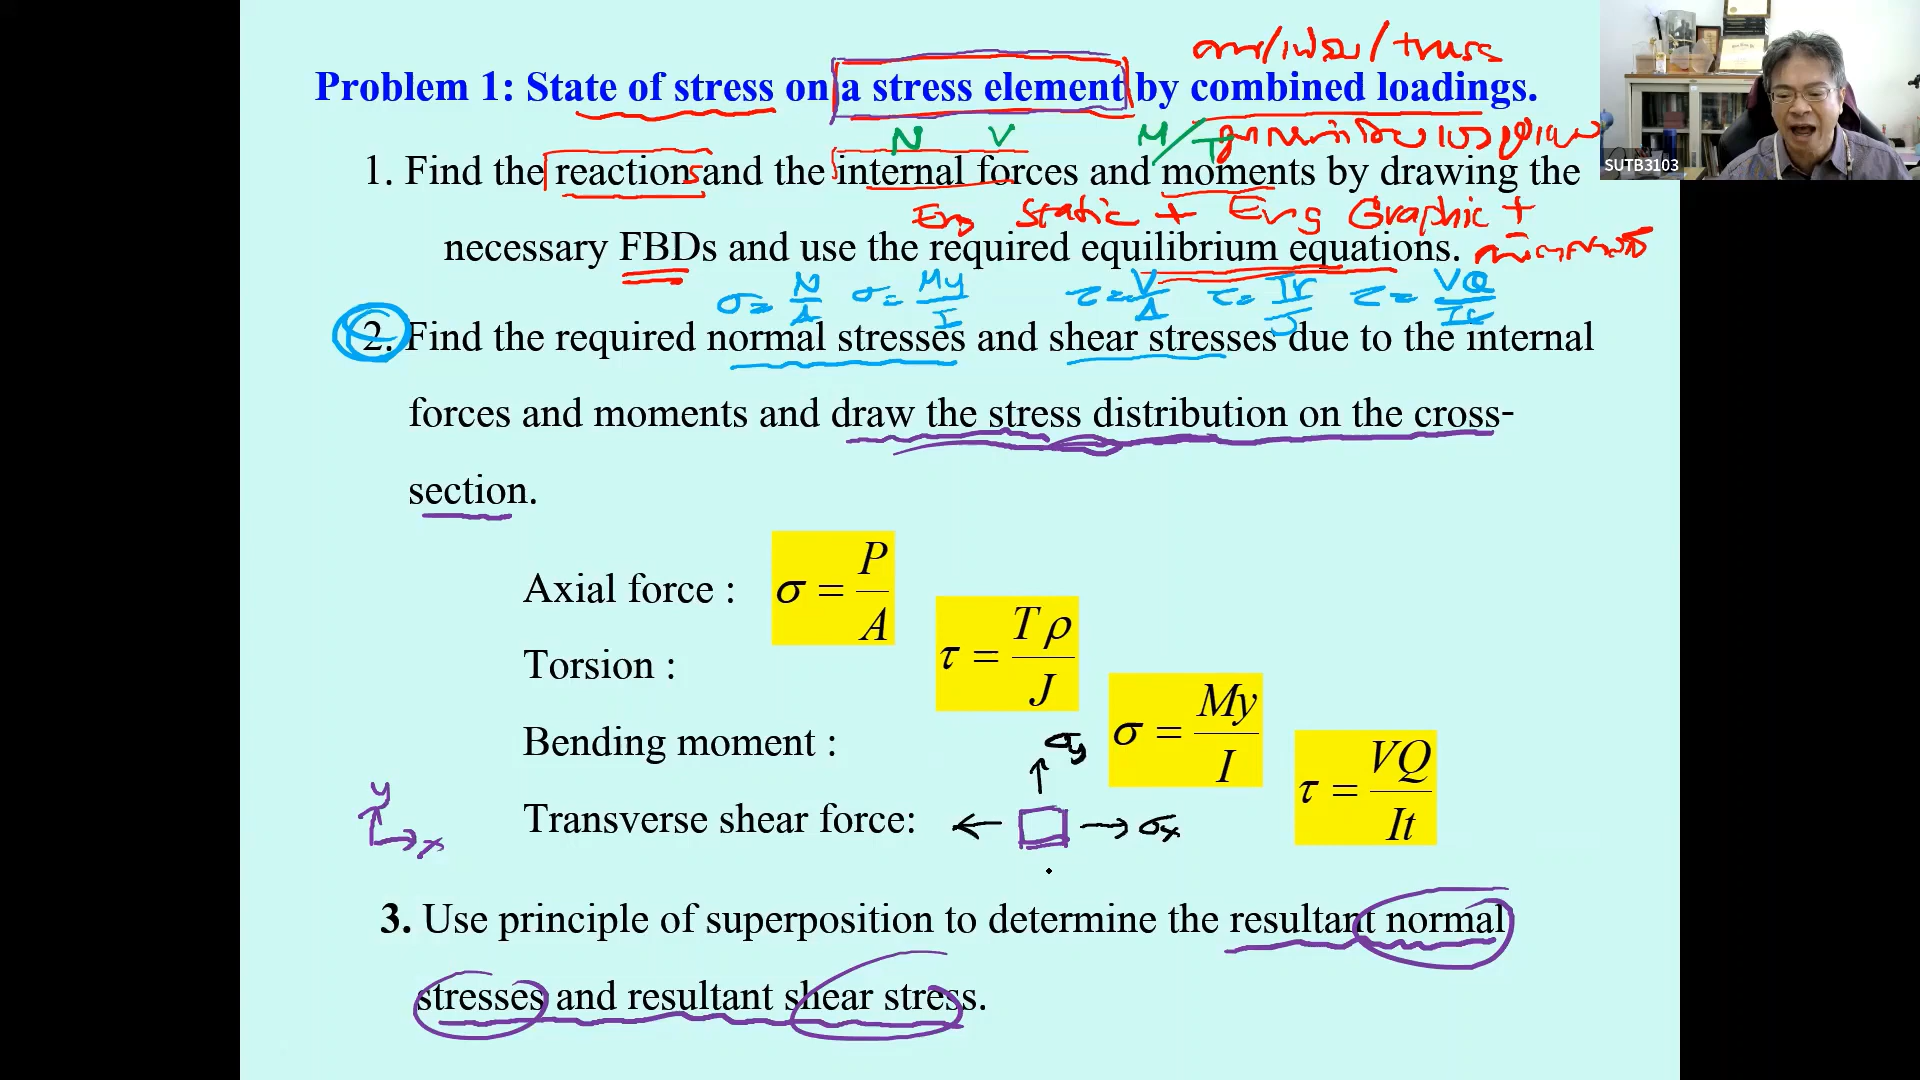 / truss
Problem 1: State of stress on a stress element by combined loadings.
N V M / T
1. Find the reactions and the internal forces and moments by drawing the
Eng Static + Eng Graphic +
necessary FBDs and use the required equilibrium equations.
σ = N/A σ = My/I τ = V/A τ = Tr/J τ = VQ/It
2. Find the required normal stresses and shear stresses due to the internal
forces and moments and draw the stress distribution on the cross-
section.
Axial force : σ = P/A
Torsion : τ = Tρ/J
Bending moment : σ = My/I
σy
Transverse shear force: τ = VQ/It
σx
y
x
3. Use principle of superposition to determine the resultant normal
stresses and resultant shear stress.
SUTB3103